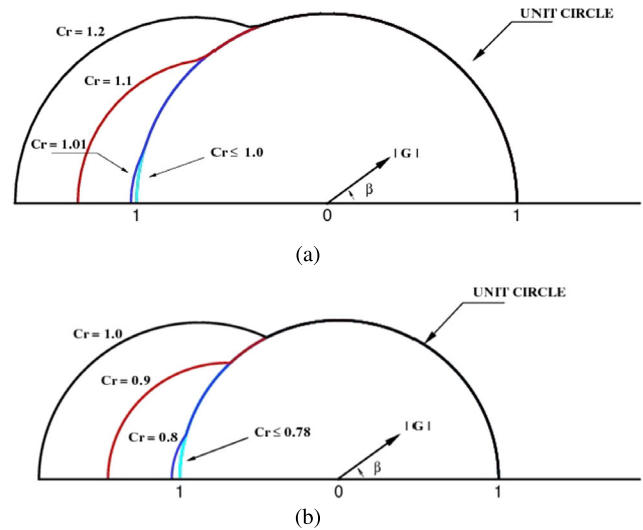 UNIT CIRCLE
Cr = 1.2
Cr = 1.1
Cr = 1.01
Cr ≤ 1.0
| G |
β
1 0 1
(a)
UNIT CIRCLE
Cr = 1.0
Cr = 0.9
Cr = 0.8
Cr ≤ 0.78
| G |
β
1 0 1
(b)